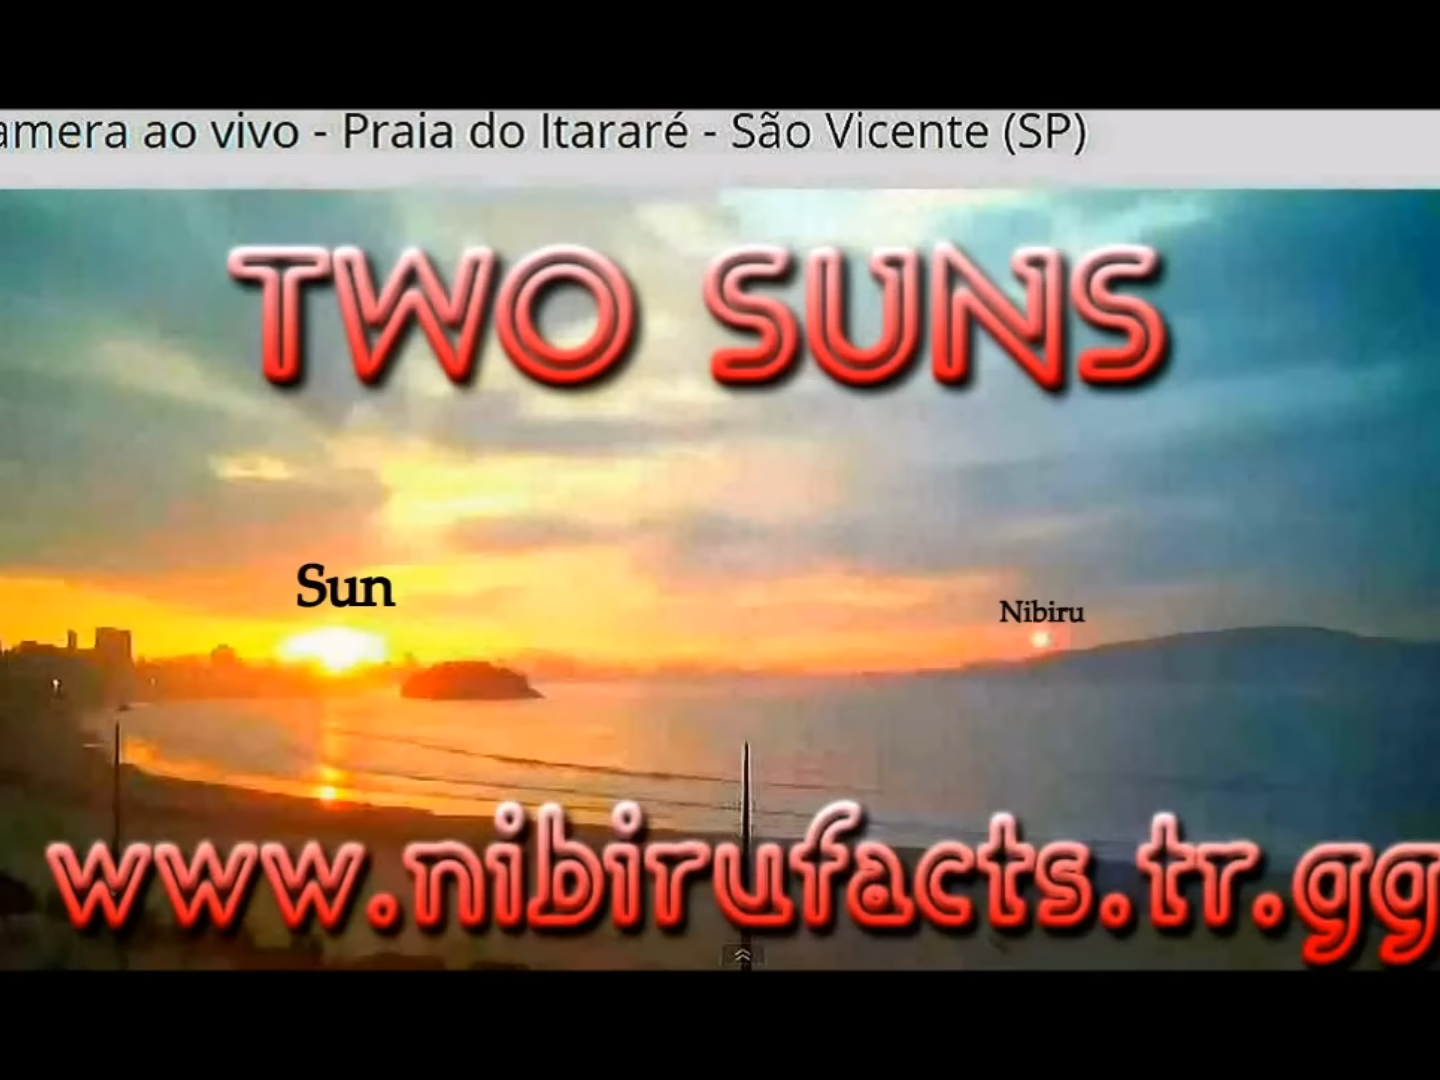 amera ao vivo - Praia do Itararé - São Vicente (SP)
TWO SUNS
Sun
Nibiru
www.nibirufacts.tr.gg